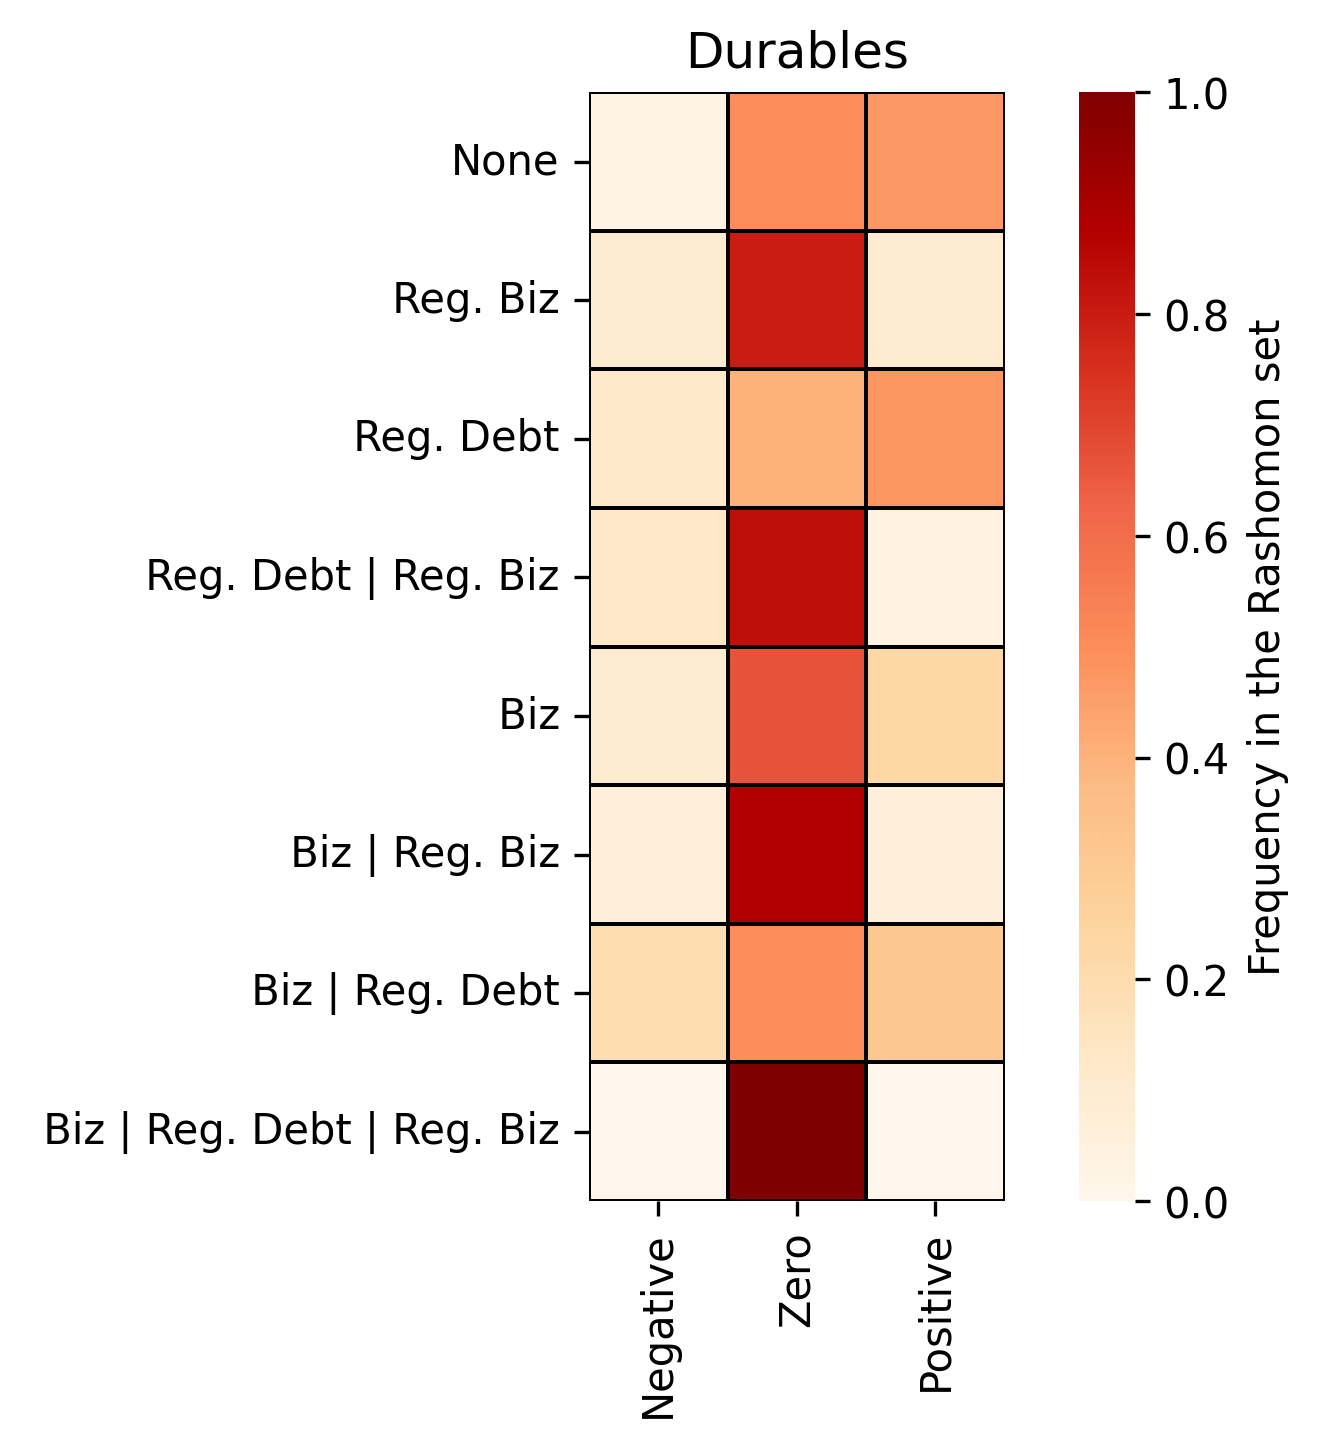 Durables
None
Reg. Biz
Reg. Debt
Reg. Debt | Reg. Biz
Biz
Biz | Reg. Biz
Biz | Reg. Debt
Biz | Reg. Debt | Reg. Biz
Negative
Zero
Positive
1.0
0.8
0.6
0.4
0.2
0.0
Frequency in the Rashomon set